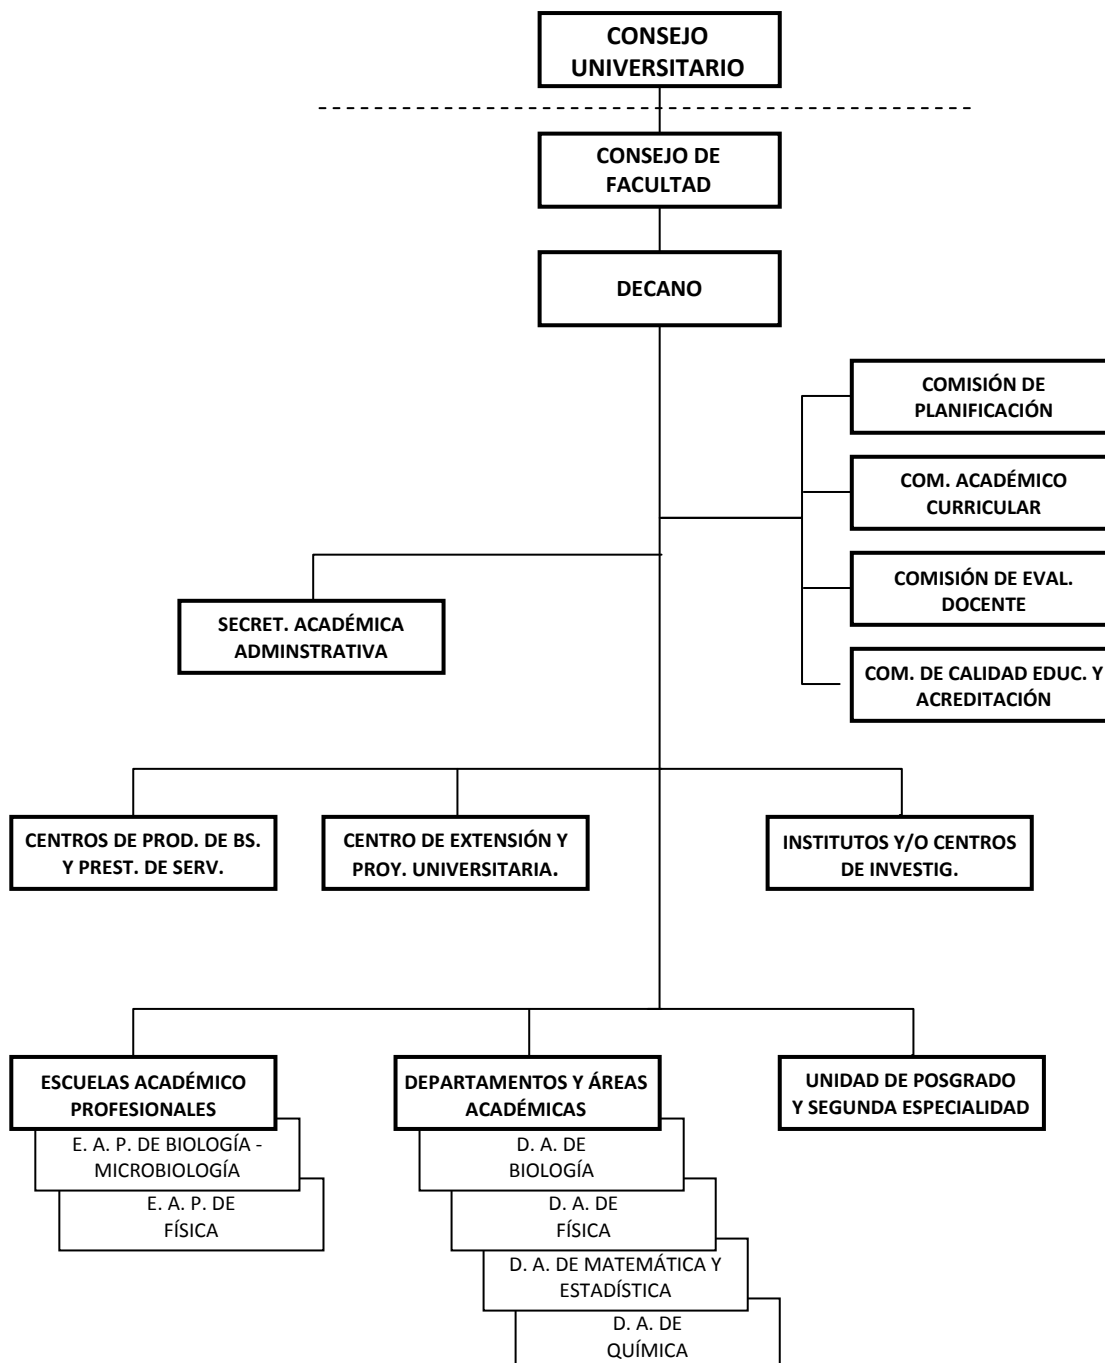 CONSEJO
UNIVERSITARIO
CONSEJO DE
FACULTAD
DECANO
COMISIÓN DE
PLANIFICACIÓN
COM. ACADÉMICO
CURRICULAR
COMISIÓN DE EVAL.
DOCENTE
SECRET. ACADÉMICA
ADMINSTRATIVA
COM. DE CALIDAD EDUC. Y
ACREDITACIÓN
CENTROS DE PROD. DE BS.
Y PREST. DE SERV.
CENTRO DE EXTENSIÓN Y
PROY. UNIVERSITARIA.
INSTITUTOS Y/O CENTROS
DE INVESTIG.
ESCUELAS ACADÉMICO
PROFESIONALES
E. A. P. DE BIOLOGÍA -
MICROBIOLOGÍA
E. A. P. DE
FÍSICA
DEPARTAMENTOS Y ÁREAS
ACADÉMICAS
D. A. DE
BIOLOGÍA
D. A. DE
FÍSICA
D. A. DE MATEMÁTICA Y
ESTADÍSTICA
D. A. DE
QUÍMICA
UNIDAD DE POSGRADO
Y SEGUNDA ESPECIALIDAD